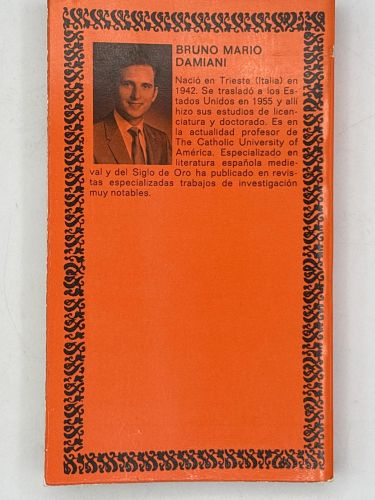 BRUNO MARIO
DAMIANI
Nació en Trieste (Italia) en
1942. Se trasladó a los Es-
tados Unidos en 1955 y allí
hizo sus estudios de licen-
ciatura y doctorado. Es en
la actualidad profesor de
The Catholic University of
América. Especializado en
literatura española medie-
val y del Siglo de Oro ha publicado en revis-
tas especializadas trabajos de investigación
muy notables.